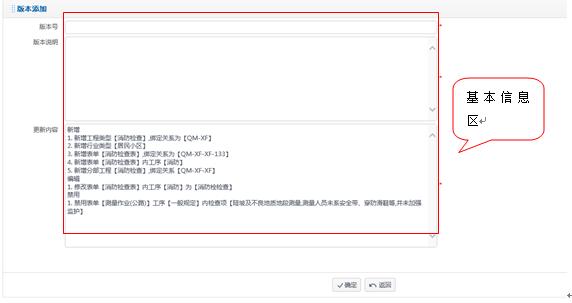 版本添加
版本号
*
版本说明
*
更新内容
新增
1. 新增工程类型【消防检查】,绑定关系为【QM-XF】
2. 新增行业类型【居民小区】
3. 新增表单【消防检查表】,绑定关系为【QM-XF-XF-133】
4. 新增表单【消防检查表】内工序【消防】
5. 新增分部工程【消防检查】,绑定关系【QM-XF-XF】
编辑
1. 修改表单【消防检查表】内工序【消防】为【消防检检查】
禁用
1. 禁用表单【测量作业(公路)】工序【一般规定】内检查项【陡坡及不良地质地段测量,测量人员未系安全带、穿防滑鞋等,并未加强
监护】
*
基本信息
区
确定 返回